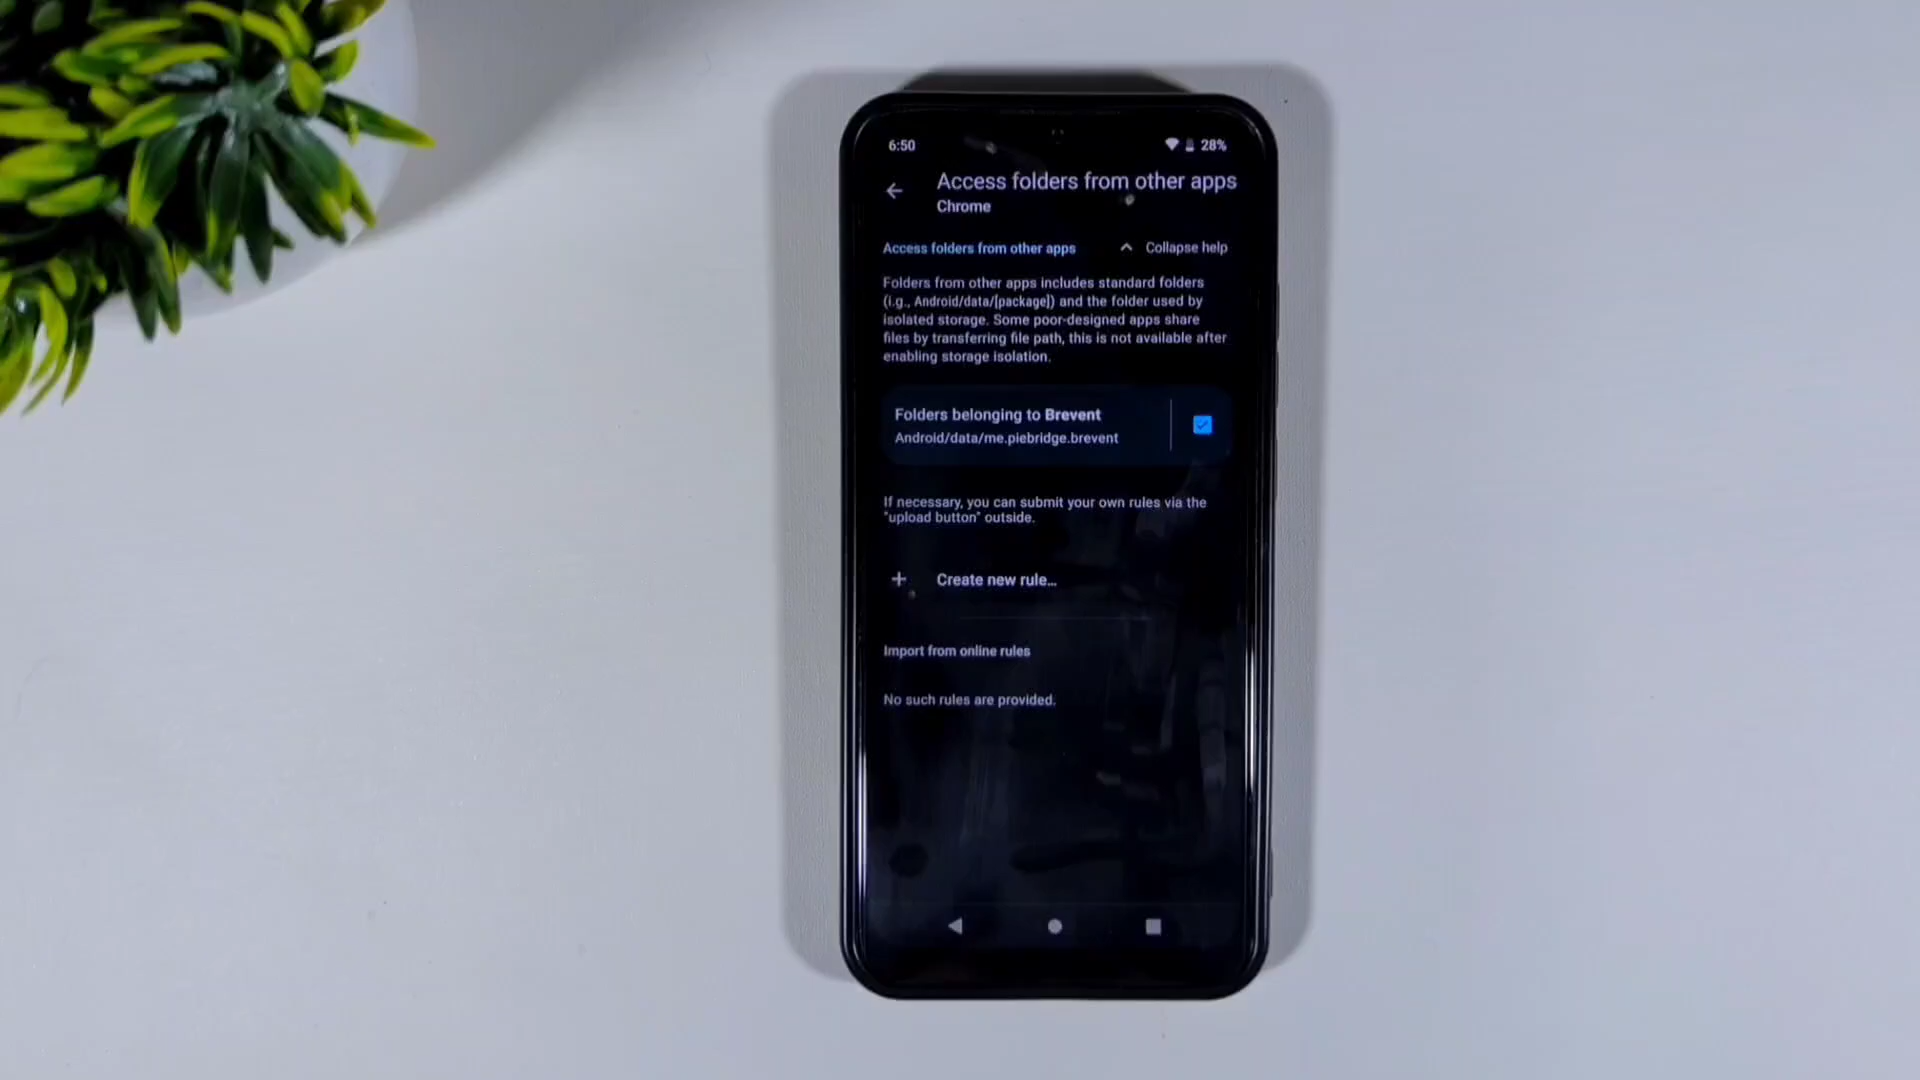 6:50
28%
Access folders from other apps
Chrome
Access folders from other apps
Collapse help
Folders from other apps includes standard folders
(i.g., Android/data/[package]) and the folder used by
isolated storage. Some poor-designed apps share
files by transferring file path, this is not available after
enabling storage isolation.
Folders belonging to Brevent
Android/data/me.piebridge.brevent
If necessary, you can submit your own rules via the
"upload button" outside.
Create new rule...
Import from online rules
No such rules are provided.